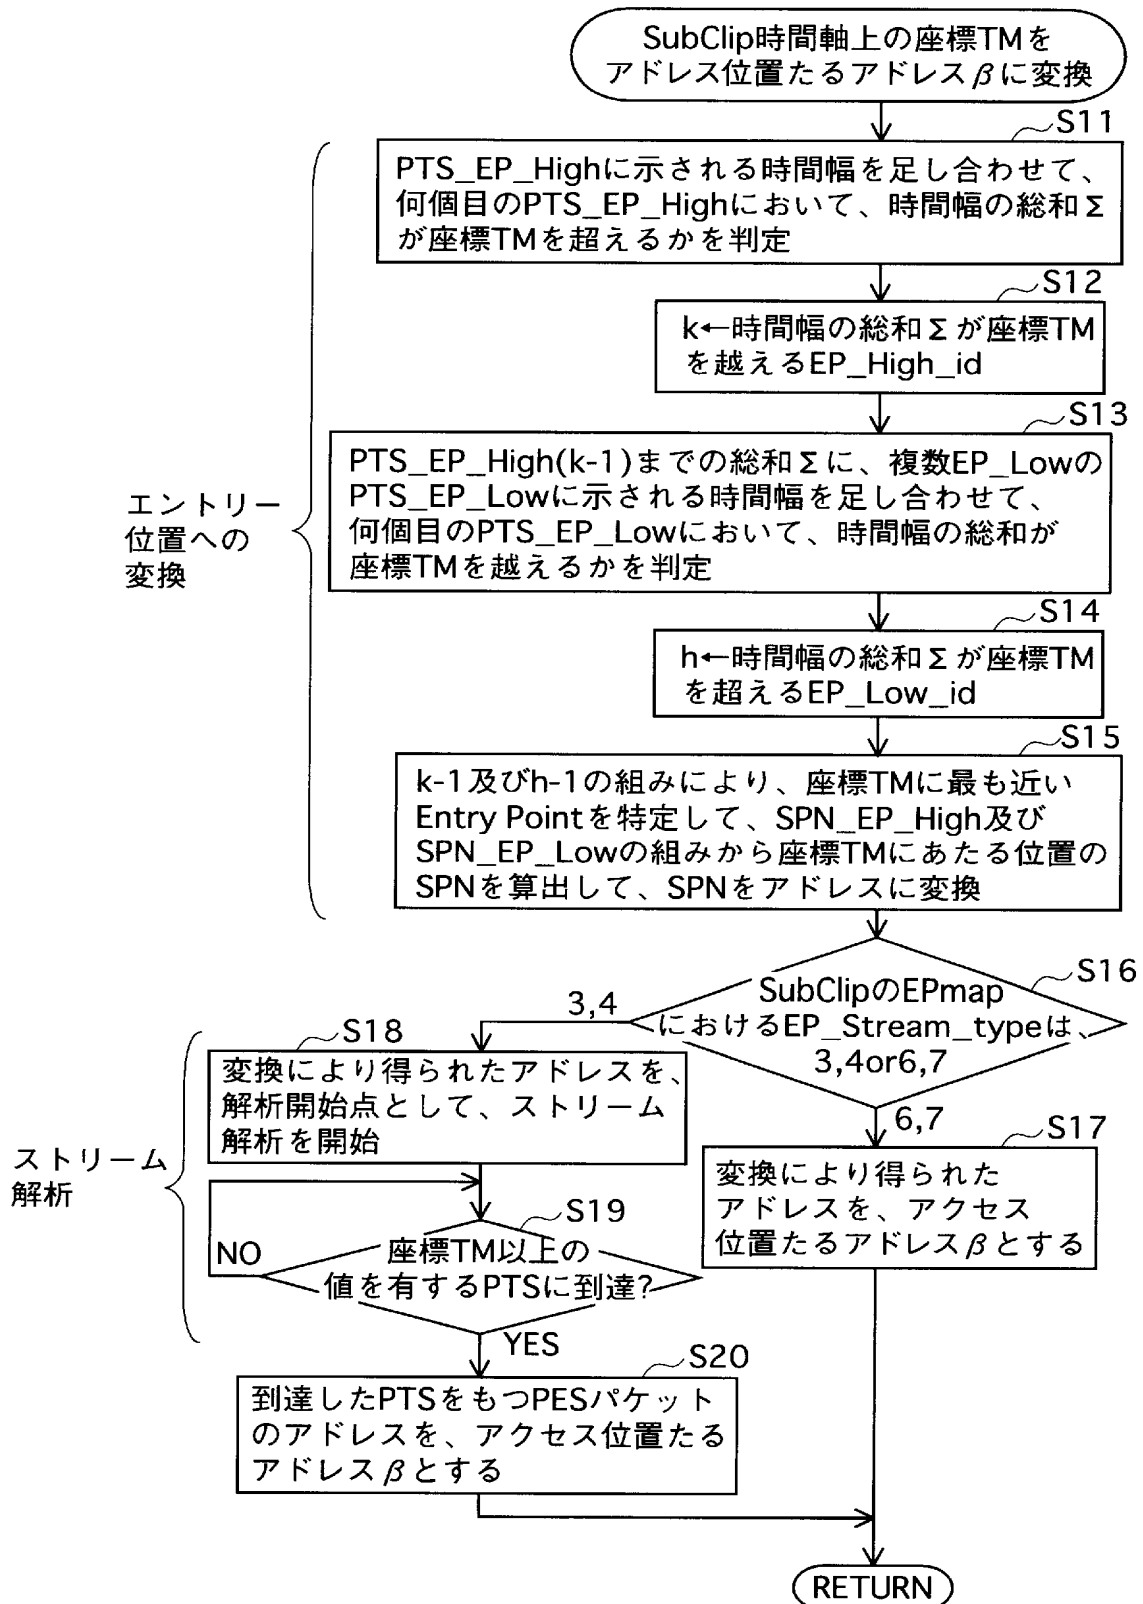 SubClip時間軸上の座標TMを
アドレス位置たるアドレスβに変換
S11
PTS_EP_Highに示される時間幅を足し合わせて、
何個目のPTS_EP_Highにおいて、時間幅の総和Σ
が座標TMを超えるかを判定
S12
k←時間幅の総和Σが座標TM
を越えるEP_High_id
S13
PTS_EP_High(k-1)までの総和Σに、複数EP_Lowの
PTS_EP_Lowに示される時間幅を足し合わせて、
何個目のPTS_EP_Lowにおいて、時間幅の総和が
座標TMを越えるかを判定
エントリー
位置への
変換
S14
h←時間幅の総和Σが座標TM
を超えるEP_Low_id
S15
k-1及びh-1の組みにより、座標TMに最も近い
Entry Pointを特定して、SPN_EP_High及び
SPN_EP_Lowの組みから座標TMにあたる位置の
SPNを算出して、SPNをアドレスに変換
S16
SubClipのEPmap
におけるEP_Stream_typeは、
3,4or6,7
3,4
6,7
S18
変換により得られたアドレスを、
解析開始点として、ストリーム
解析を開始
S17
変換により得られた
アドレスを、アクセス
位置たるアドレスβとする
ストリーム
解析
S19
座標TM以上の
値を有するPTSに到達?
NO
YES
S20
到達したPTSをもつPESパケット
のアドレスを、アクセス位置たる
アドレスβとする
RETURN